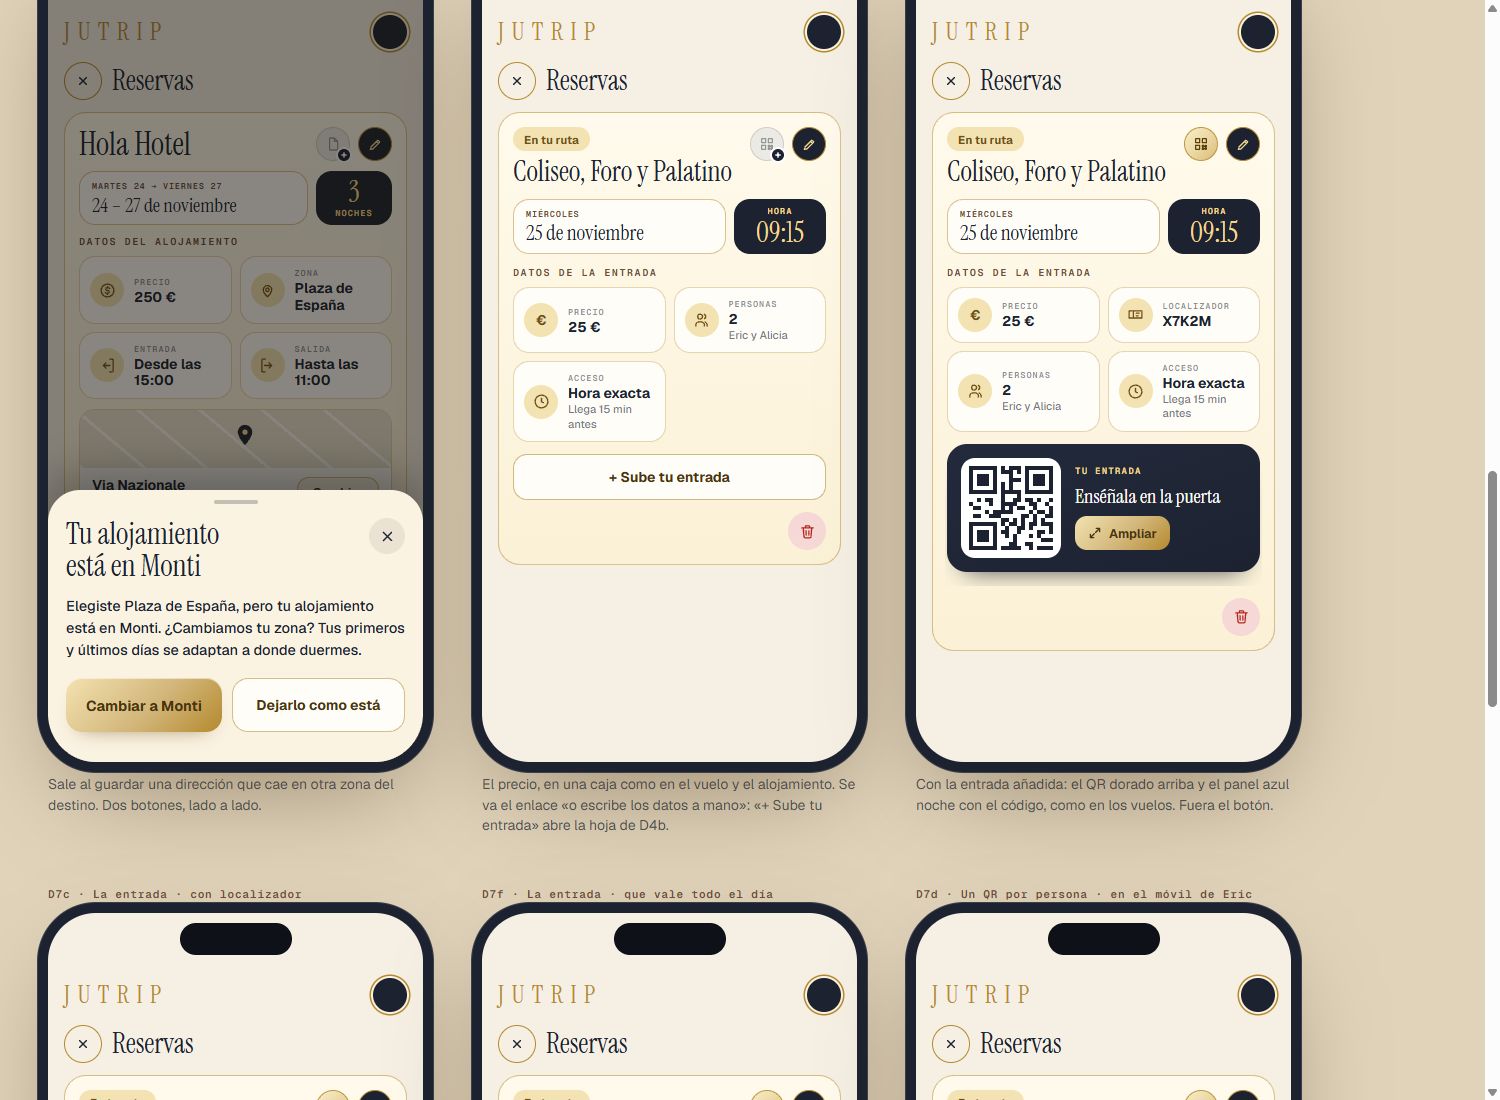 JUTRIP
Reservas
Hola Hotel
MARTES 24 → VIERNES 27
24 – 27 de noviembre
3
NOCHES
DATOS DEL ALOJAMIENTO
PRECIO
250 €
ZONA
Plaza de
España
ENTRADA
Desde las
15:00
SALIDA
Hasta las
11:00
Via Nazionale
Tu alojamiento
está en Monti
Elegiste Plaza de España, pero tu alojamiento
está en Monti. ¿Cambiamos tu zona? Tus primeros
y últimos días se adaptan a donde duermes.
Cambiar a Monti
Dejarlo como está
Sale al guardar una dirección que cae en otra zona del
destino. Dos botones, lado a lado.
JUTRIP
Reservas
En tu ruta
Coliseo, Foro y Palatino
MIÉRCOLES
25 de noviembre
HORA
09:15
DATOS DE LA ENTRADA
€
PRECIO
25 €
PERSONAS
2
Eric y Alicia
ACCESO
Hora exacta
Llega 15 min
antes
+ Sube tu entrada
El precio, en una caja como en el vuelo y el alojamiento. Se
va el enlace «o escribe los datos a mano»: «+ Sube tu
entrada» abre la hoja de D4b.
JUTRIP
Reservas
En tu ruta
Coliseo, Foro y Palatino
MIÉRCOLES
25 de noviembre
HORA
09:15
DATOS DE LA ENTRADA
€
PRECIO
25 €
LOCALIZADOR
X7K2M
PERSONAS
2
Eric y Alicia
ACCESO
Hora exacta
Llega 15 min
antes
TU ENTRADA
Enséñala en la puerta
Ampliar
Con la entrada añadida: el QR dorado arriba y el panel azul
noche con el código, como en los vuelos. Fuera el botón.
D7c · La entrada · con localizador
JUTRIP
Reservas
D7f · La entrada · que vale todo el día
JUTRIP
Reservas
D7d · Un QR por persona · en el móvil de Eric
JUTRIP
Reservas